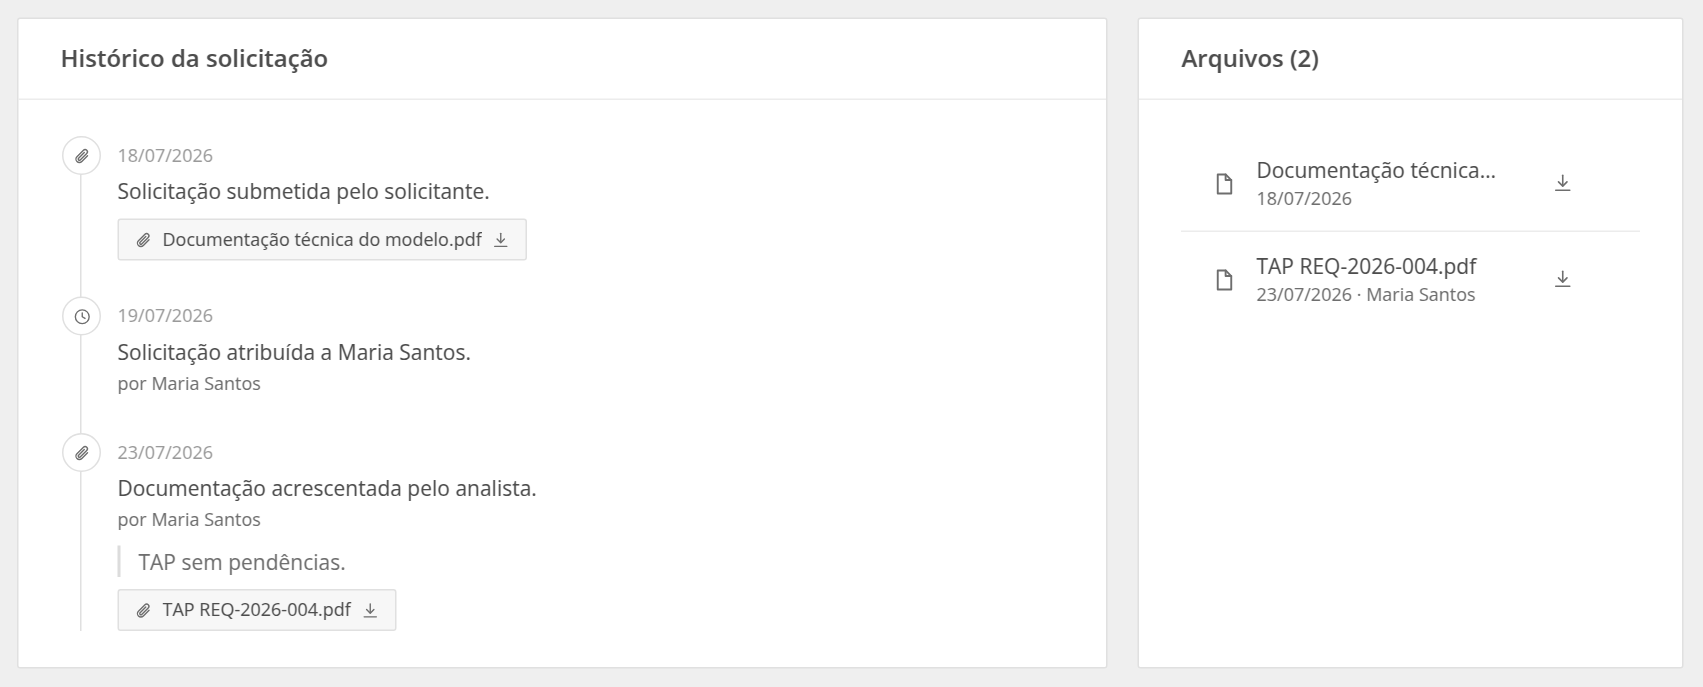 Histórico da solicitação
18/07/2026
Solicitação submetida pelo solicitante.
Documentação técnica do modelo.pdf
19/07/2026
Solicitação atribuída a Maria Santos.
por Maria Santos
23/07/2026
Documentação acrescentada pelo analista.
por Maria Santos
TAP sem pendências.
TAP REQ-2026-004.pdf
Arquivos (2)
Documentação técnica...
18/07/2026
TAP REQ-2026-004.pdf
23/07/2026 · Maria Santos